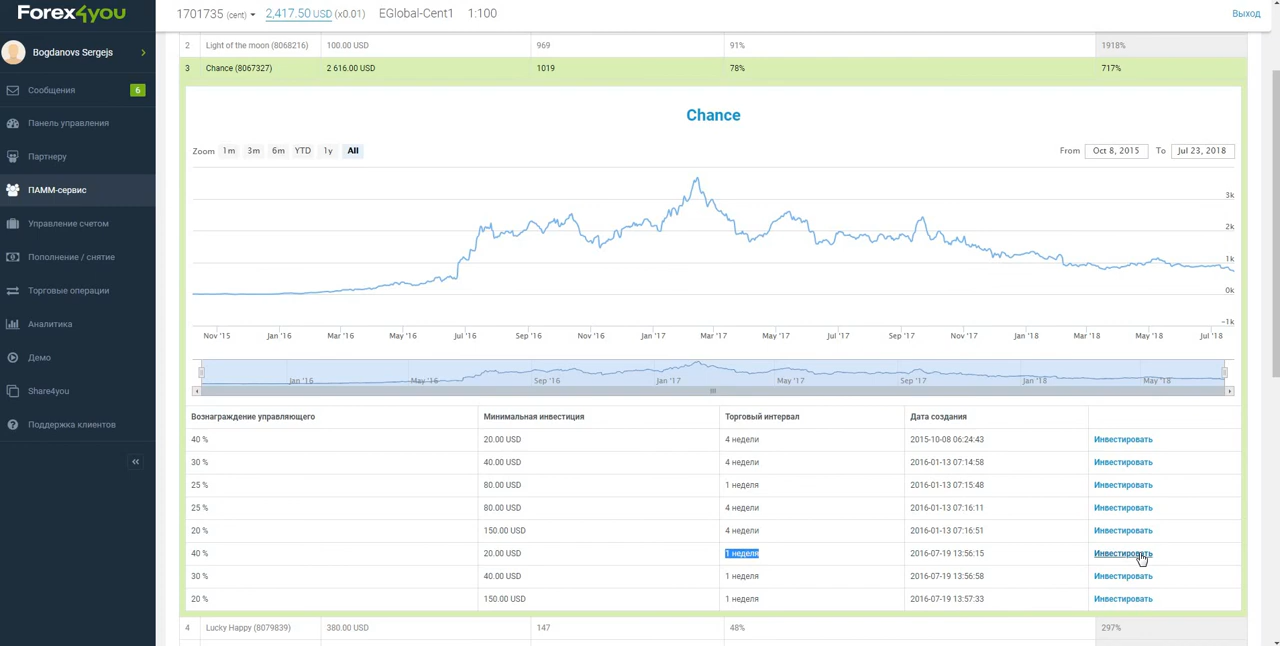 Forex4you
1701735 (cent) 2,417.50 USD (x0.01) EGlobal-Cent1 1:100 Выход
Bogdanovs Sergejs
Сообщения 6
Панель управления
Партнеру
ПАММ-сервис
Управление счетом
Пополнение / снятие
Торговые операции
Аналитика
Демо
Share4you
Поддержка клиентов
2 Light of the moon (8068216) 100.00 USD 969 91% 1918%
3 Chance (8067327) 2 616.00 USD 1019 78% 717%
Chance
Zoom 1m 3m 6m YTD 1y All From Oct 8, 2015 To Jul 23, 2018
3k
2k
1k
0k
-1k
Nov '15 Jan '16 Mar '16 May '16 Jul '16 Sep '16 Nov '16 Jan '17 Mar '17 May '17 Jul '17 Sep '17 Nov '17 Jan '18 Mar '18 May '18 Jul '18
Jan '16 May '16 Sep '16 Jan '17 May '17 Sep '17 Jan '18 May '18
Вознаграждение управляющего Минимальная инвестиция Торговый интервал Дата создания
40 % 20.00 USD 4 недели 2015-10-08 06:24:43 Инвестировать
30 % 40.00 USD 4 недели 2016-01-13 07:14:58 Инвестировать
25 % 80.00 USD 1 неделя 2016-01-13 07:15:48 Инвестировать
25 % 80.00 USD 4 недели 2016-01-13 07:16:11 Инвестировать
20 % 150.00 USD 4 недели 2016-01-13 07:16:51 Инвестировать
40 % 20.00 USD 1 неделя 2016-07-19 13:56:15 Инвестировать
30 % 40.00 USD 1 неделя 2016-07-19 13:56:58 Инвестировать
20 % 150.00 USD 1 неделя 2016-07-19 13:57:33 Инвестировать
4 Lucky Happy (8079839) 380.00 USD 147 48% 297%